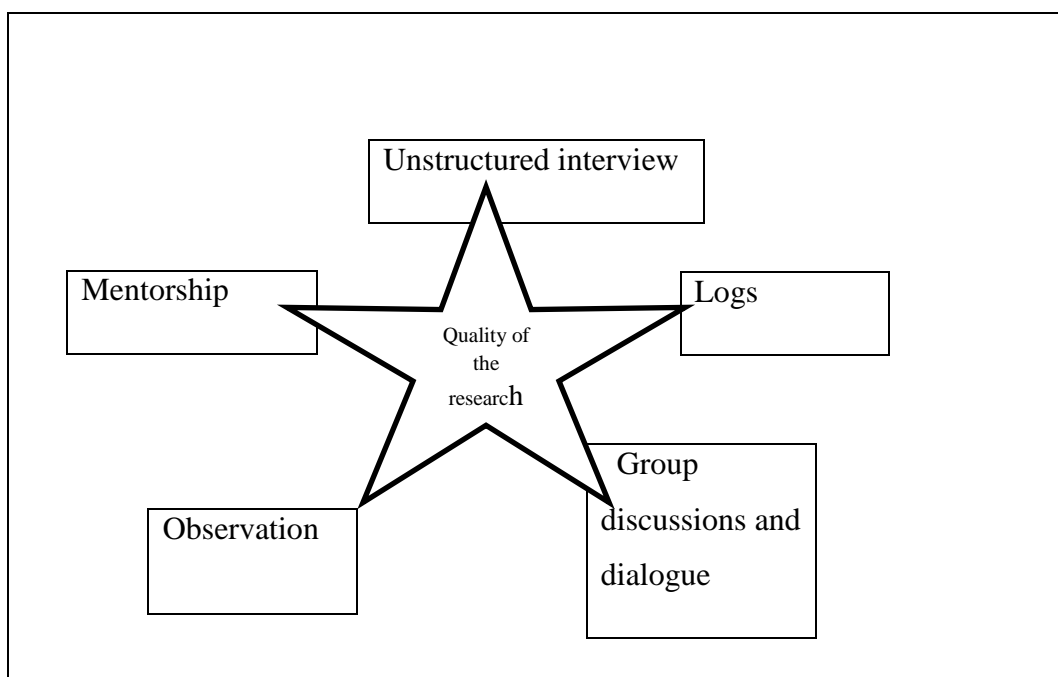 Unstructured interview
Mentorship
Logs
Quality of
the
research
Group
discussions and
dialogue
Observation